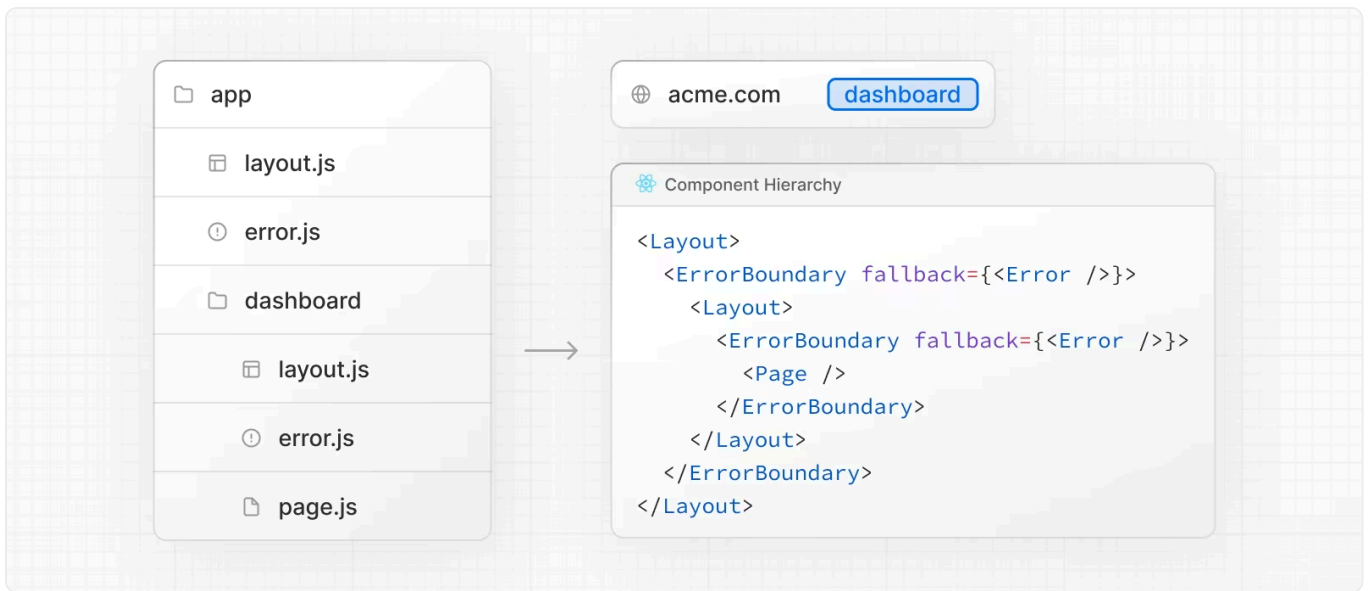 app
layout.js
error.js
dashboard
layout.js
error.js
page.js
acme.com dashboard
Component Hierarchy
<Layout>
  <ErrorBoundary fallback={<Error />}>
    <Layout>
      <ErrorBoundary fallback={<Error />}>
        <Page />
      </ErrorBoundary>
    </Layout>
  </ErrorBoundary>
</Layout>